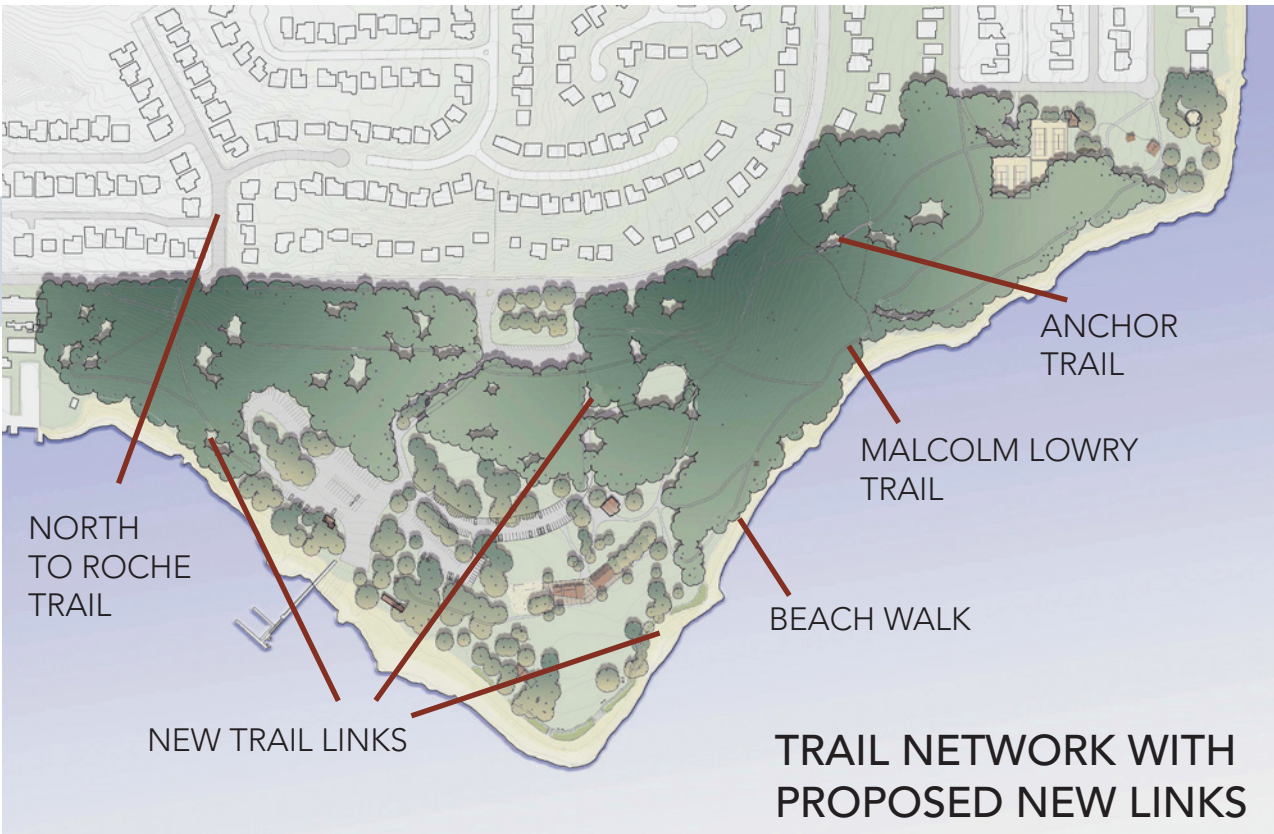 ANCHOR
TRAIL
MALCOLM LOWRY
TRAIL
NORTH
TO ROCHE
TRAIL
BEACH WALK
NEW TRAIL LINKS
TRAIL NETWORK WITH
PROPOSED NEW LINKS